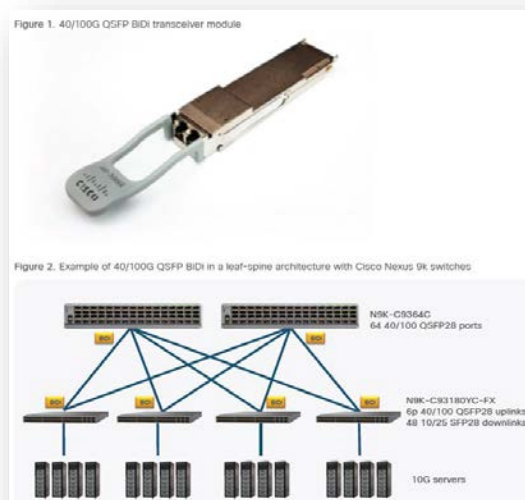 Figure 1. 40/100G QSFP BiDi transceiver module
CISCO
Figure 2. Example of 40/100G QSFP BiDi in a leaf-spine architecture with Cisco Nexus 9k switches
N9K-C9364C
64 40/100 QSFP28 ports
BiDi BiDi
N9K-C93180YC-FX
6p 40/100 QSFP28 uplinks
48 10/25 SFP28 downlinks
BiDi BiDi BiDi BiDi
10G servers